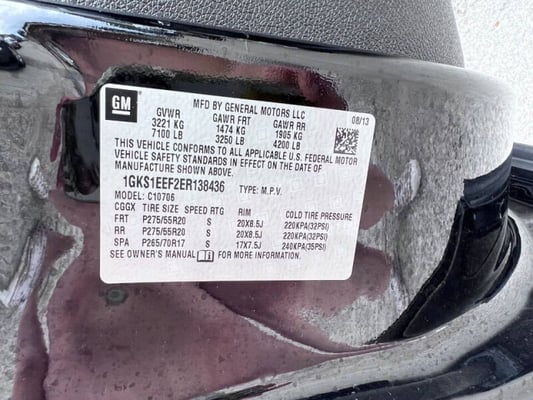 GM
MFD BY GENERAL MOTORS LLC 08/13
GVWR GAWR FRT GAWR RR
3221 KG 1474 KG 1905 KG
7100 LB 3250 LB 4200 LB
THIS VEHICLE CONFORMS TO ALL APPLICABLE U.S. FEDERAL MOTOR
VEHICLE SAFETY STANDARDS IN EFFECT ON THE DATE OF
MANUFACTURE SHOWN ABOVE.
1GKS1EEF2ER138436 TYPE: M.P.V.
MODEL: C10706
CGGX TIRE SIZE SPEED RTG RIM COLD TIRE PRESSURE
FRT P275/55R20 S 20X8.5J 220KPA(32PSI)
RR P275/55R20 S 20X8.5J 220KPA(32PSI)
SPA P265/70R17 S 17X7.5J 240KPA(35PSI)
SEE OWNER'S MANUAL FOR MORE INFORMATION.